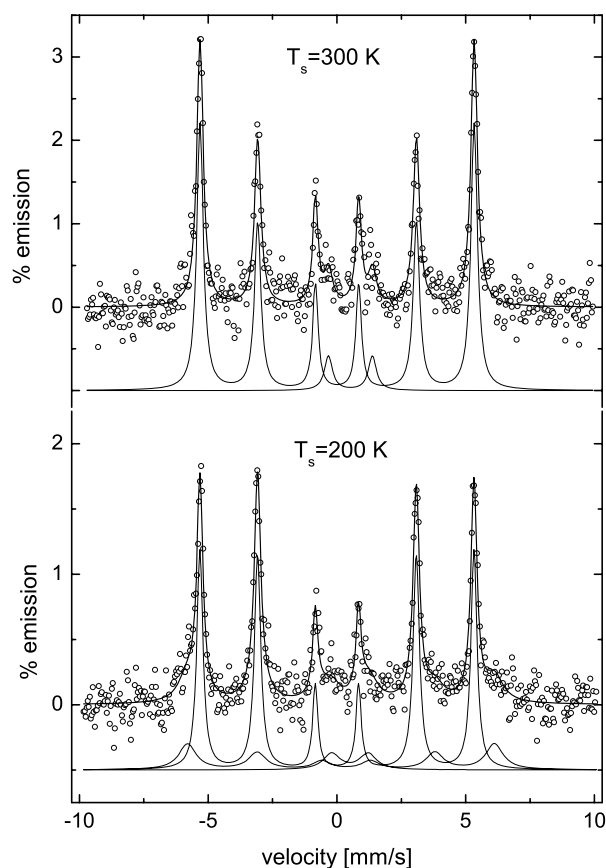 T_s=300 K
3
2
1
0
% emission
T_s=200 K
2
1
0
% emission
-10 -5 0 5 10
velocity [mm/s]